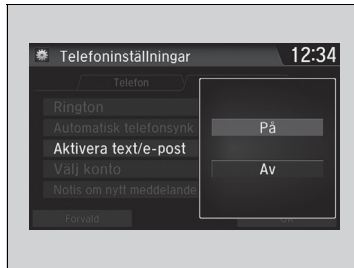 Telefoninställningar
12:34
Telefon
Rington
Automatisk telefonsynk
Aktivera text/e-post
Välj konto
Notis om nytt meddelande
På
Av
Förvald
OK